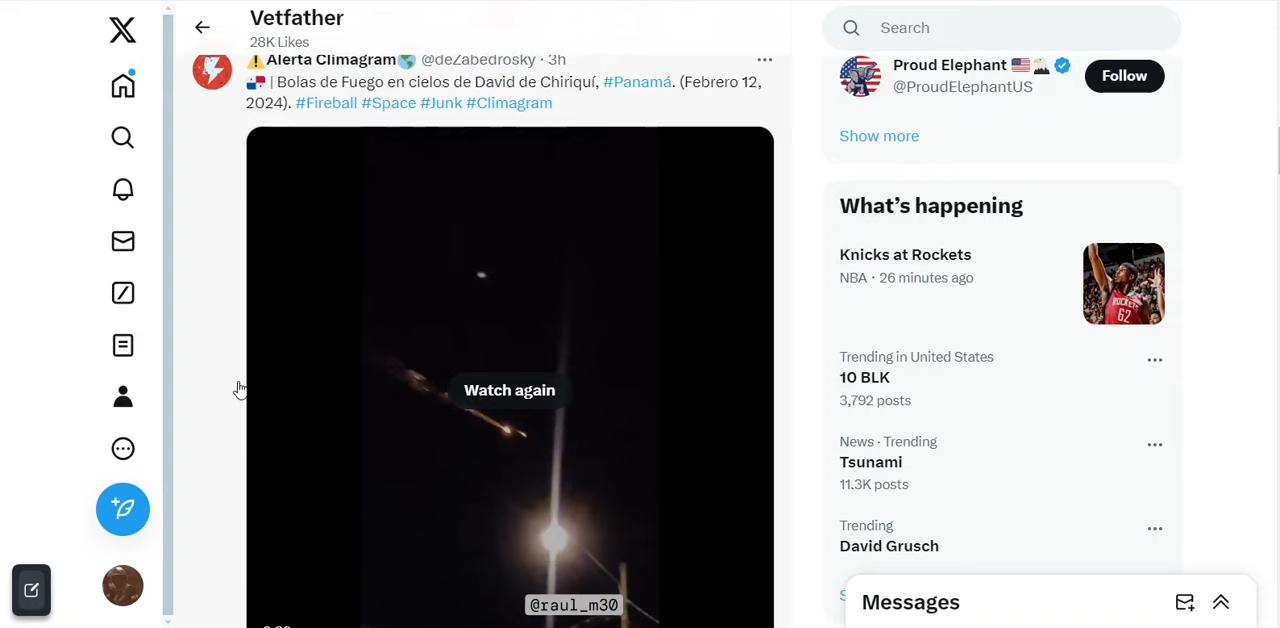 Vetfather
28K Likes
Alerta Climagram @deZabedrosky · 3h
| Bolas de Fuego en cielos de David de Chiriquí, #Panamá. (Febrero 12,
2024). #Fireball #Space #Junk #Climagram
Watch again
@raul_m30
Search
Proud Elephant
@ProudElephantUS
Follow
Show more
What's happening
Knicks at Rockets
NBA · 26 minutes ago
ROCKETS
62
Trending in United States
10 BLK
3,792 posts
News · Trending
Tsunami
11.3K posts
Trending
David Grusch
Messages